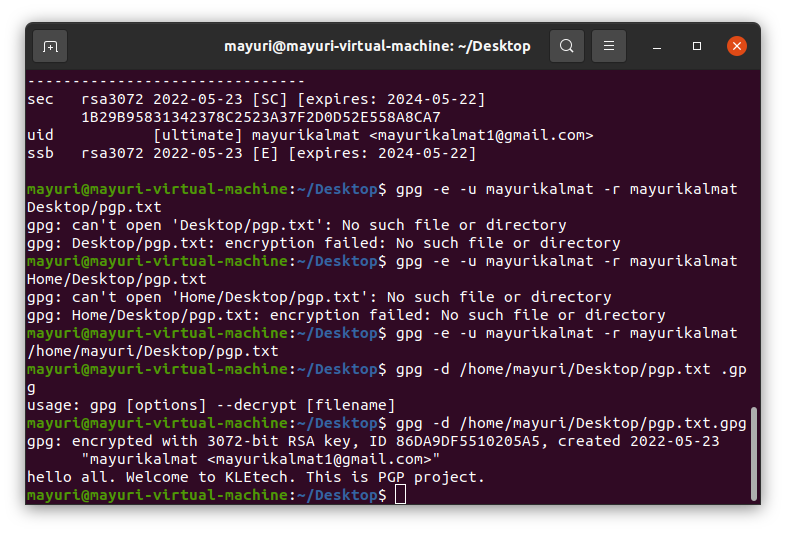 mayuri@mayuri-virtual-machine: ~/Desktop
-------------------------------
sec   rsa3072 2022-05-23 [SC] [expires: 2024-05-22]
      1B29B95831342378C2523A37F2D0D52E558A8CA7
uid           [ultimate] mayurikalmat <mayurikalmat1@gmail.com>
ssb   rsa3072 2022-05-23 [E] [expires: 2024-05-22]
mayuri@mayuri-virtual-machine:~/Desktop$ gpg -e -u mayurikalmat -r mayurikalmat
Desktop/pgp.txt
gpg: can't open 'Desktop/pgp.txt': No such file or directory
gpg: Desktop/pgp.txt: encryption failed: No such file or directory
mayuri@mayuri-virtual-machine:~/Desktop$ gpg -e -u mayurikalmat -r mayurikalmat
Home/Desktop/pgp.txt
gpg: can't open 'Home/Desktop/pgp.txt': No such file or directory
gpg: Home/Desktop/pgp.txt: encryption failed: No such file or directory
mayuri@mayuri-virtual-machine:~/Desktop$ gpg -e -u mayurikalmat -r mayurikalmat
/home/mayuri/Desktop/pgp.txt
mayuri@mayuri-virtual-machine:~/Desktop$ gpg -d /home/mayuri/Desktop/pgp.txt .gp
g
usage: gpg [options] --decrypt [filename]
mayuri@mayuri-virtual-machine:~/Desktop$ gpg -d /home/mayuri/Desktop/pgp.txt.gpg
gpg: encrypted with 3072-bit RSA key, ID 86DA9DF5510205A5, created 2022-05-23
      "mayurikalmat <mayurikalmat1@gmail.com>"
hello all. Welcome to KLEtech. This is PGP project.
mayuri@mayuri-virtual-machine:~/Desktop$